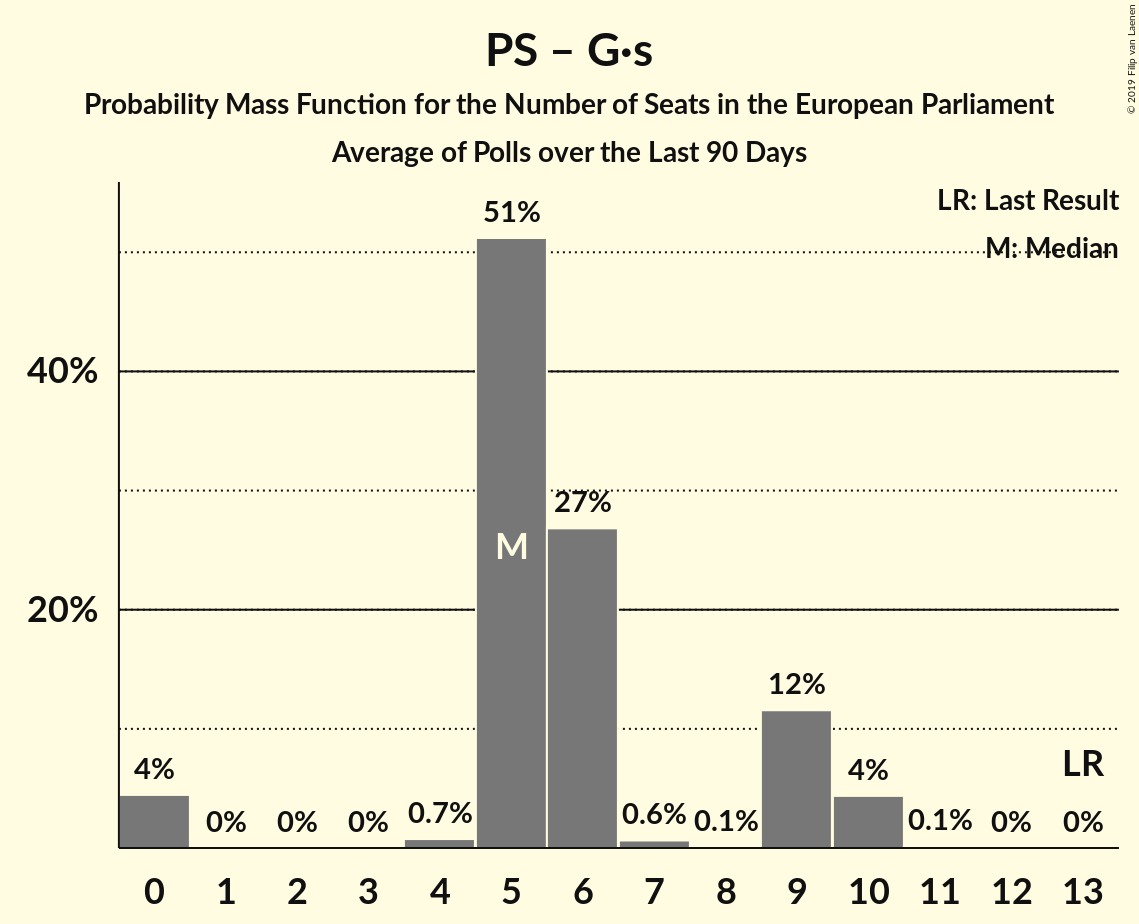 PS – G·s
Probability Mass Function for the Number of Seats in the European Parliament
Average of Polls over the Last 90 Days
© 2019 Filip van Laenen
LR: Last Result
M: Median
40%
20%
4%
0%
0%
0%
0.7%
51%
M
27%
0.6%
0.1%
12%
4%
0.1%
0%
0%
LR
0 1 2 3 4 5 6 7 8 9 10 11 12 13